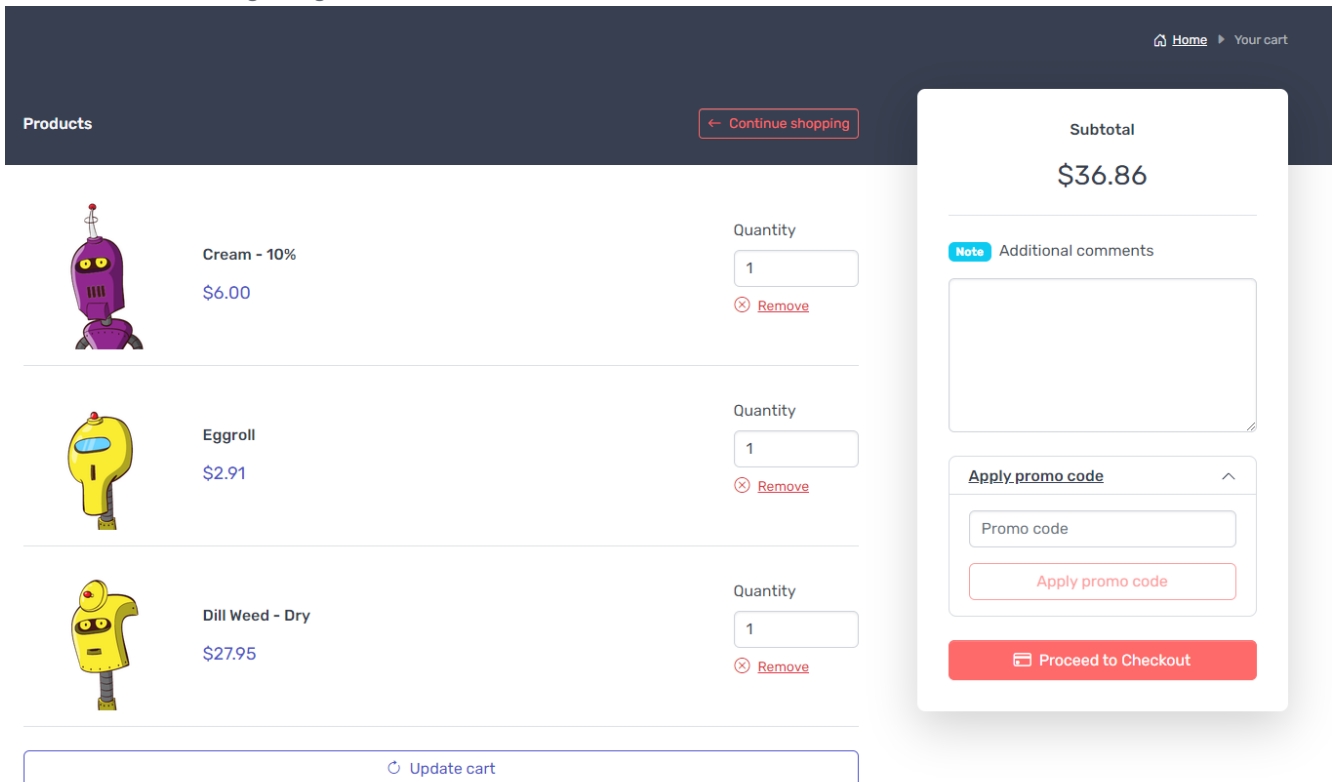 Home Your cart
Products
← Continue shopping
Cream - 10%
$6.00
Quantity
1
Remove
Eggroll
$2.91
Quantity
1
Remove
Dill Weed - Dry
$27.95
Quantity
1
Remove
Update cart
Subtotal
$36.86
Note Additional comments
Apply promo code
Promo code
Apply promo code
Proceed to Checkout